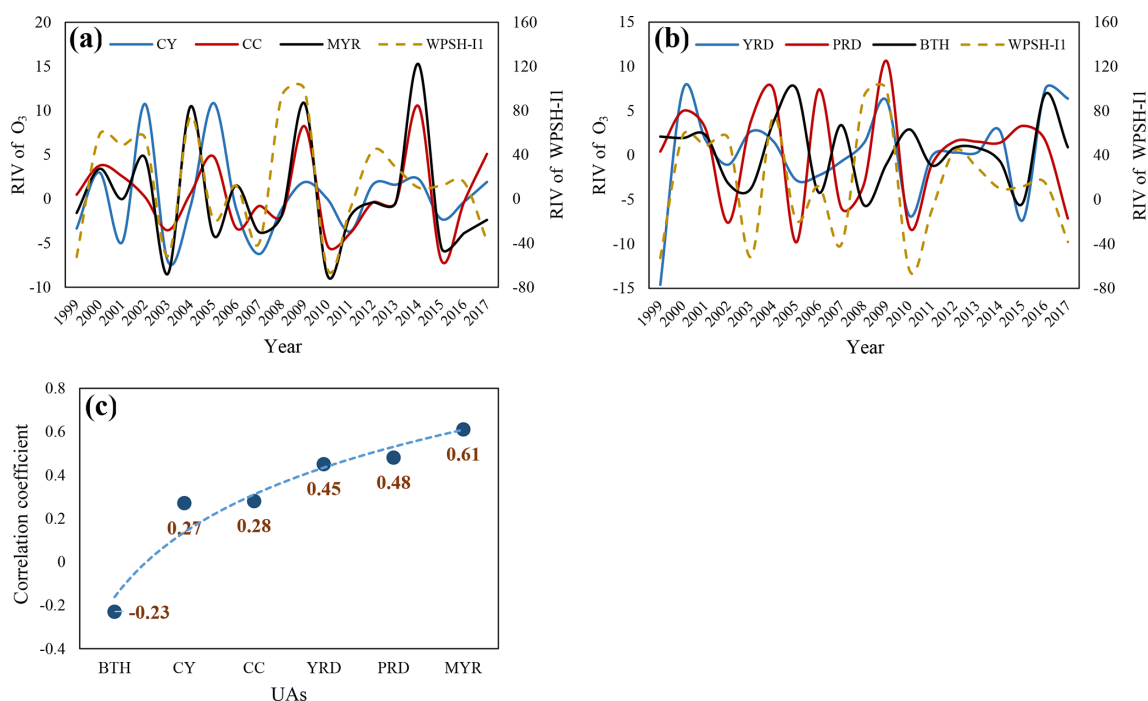 (a)
CY CC MYR WPSH-I1
20
15
10
5
0
-5
-10
RIV of O3
160
120
80
40
0
-40
-80
RIV of WPSH-I1
1999 2000 2001 2002 2003 2004 2005 2006 2007 2008 2009 2010 2011 2012 2013 2014 2015 2016 2017
Year
(b)
YRD PRD BTH WPSH-I1
15
10
5
0
-5
-10
-15
RIV of O3
160
120
80
40
0
-40
-80
RIV of WPSH-I1
1999 2000 2001 2002 2003 2004 2005 2006 2007 2008 2009 2010 2011 2012 2013 2014 2015 2016 2017
Year
(c)
0.8
0.6
0.4
0.2
0
-0.2
-0.4
Correlation coefficient
-0.23
0.27
0.28
0.45
0.48
0.61
BTH CY CC YRD PRD MYR
UAs